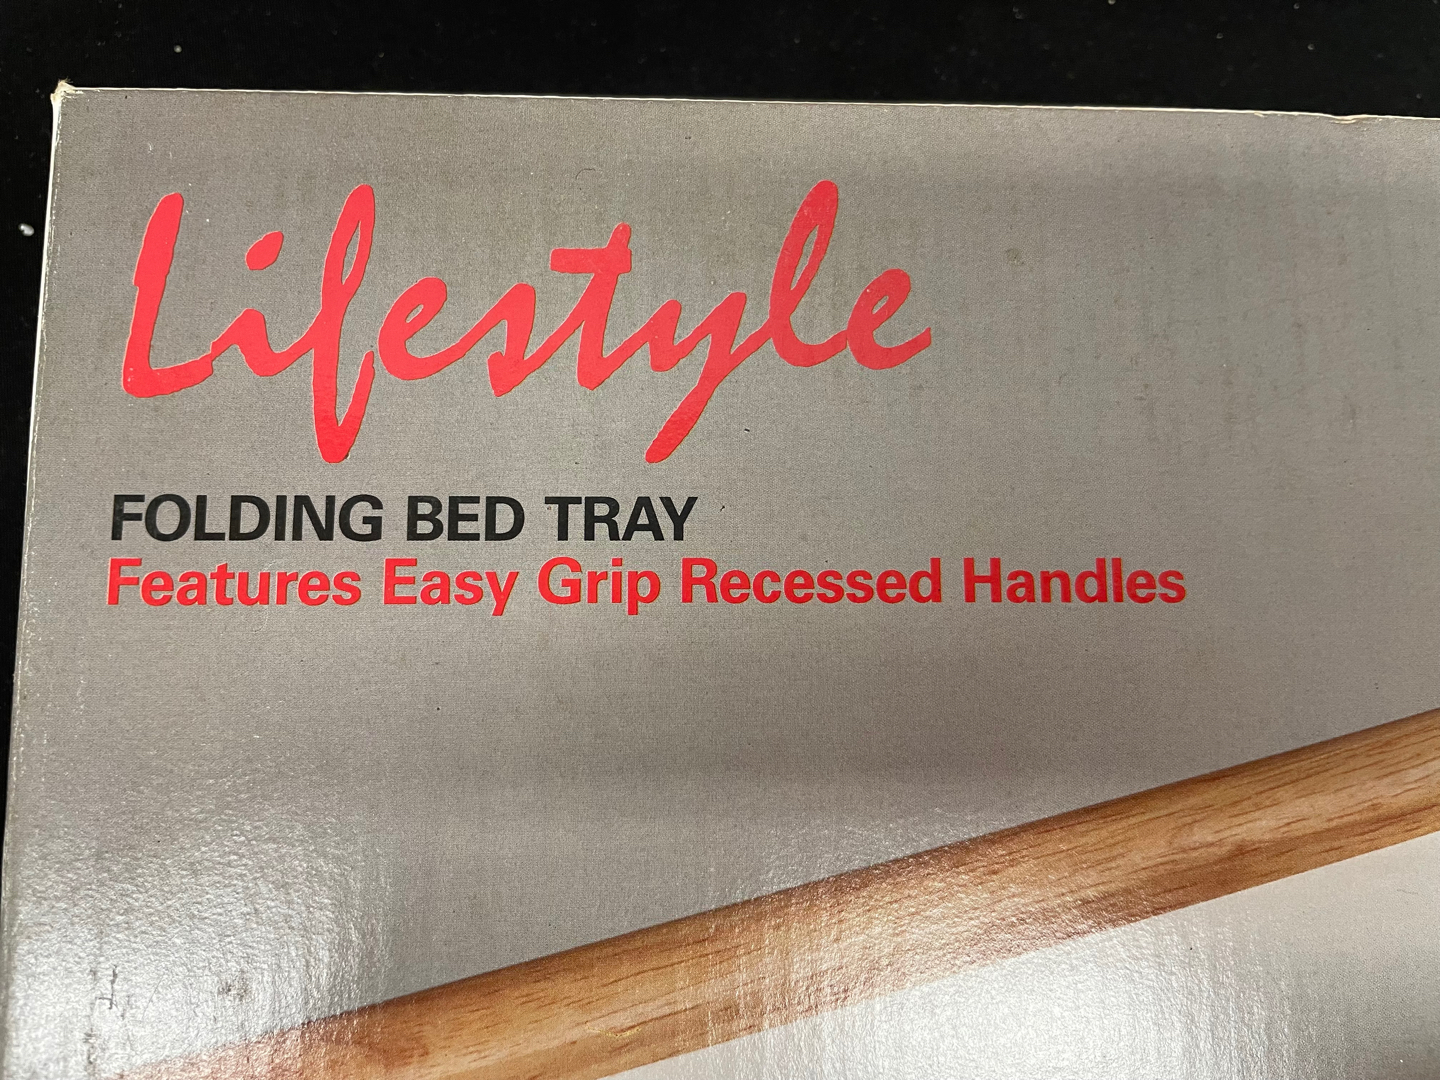 Lifestyle
FOLDING BED TRAY
Features Easy Grip Recessed Handles